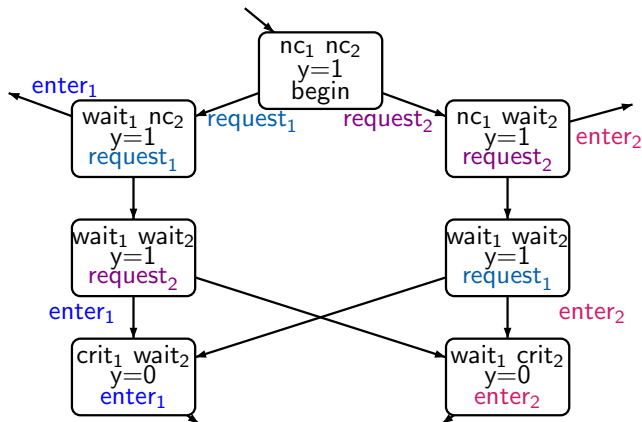 nc₁ nc₂
y=1
begin
enter₁
request₁
request₂
enter₂
wait₁ nc₂
y=1
request₁
nc₁ wait₂
y=1
request₂
wait₁ wait₂
y=1
request₂
wait₁ wait₂
y=1
request₁
enter₁
enter₂
crit₁ wait₂
y=0
enter₁
wait₁ crit₂
y=0
enter₂